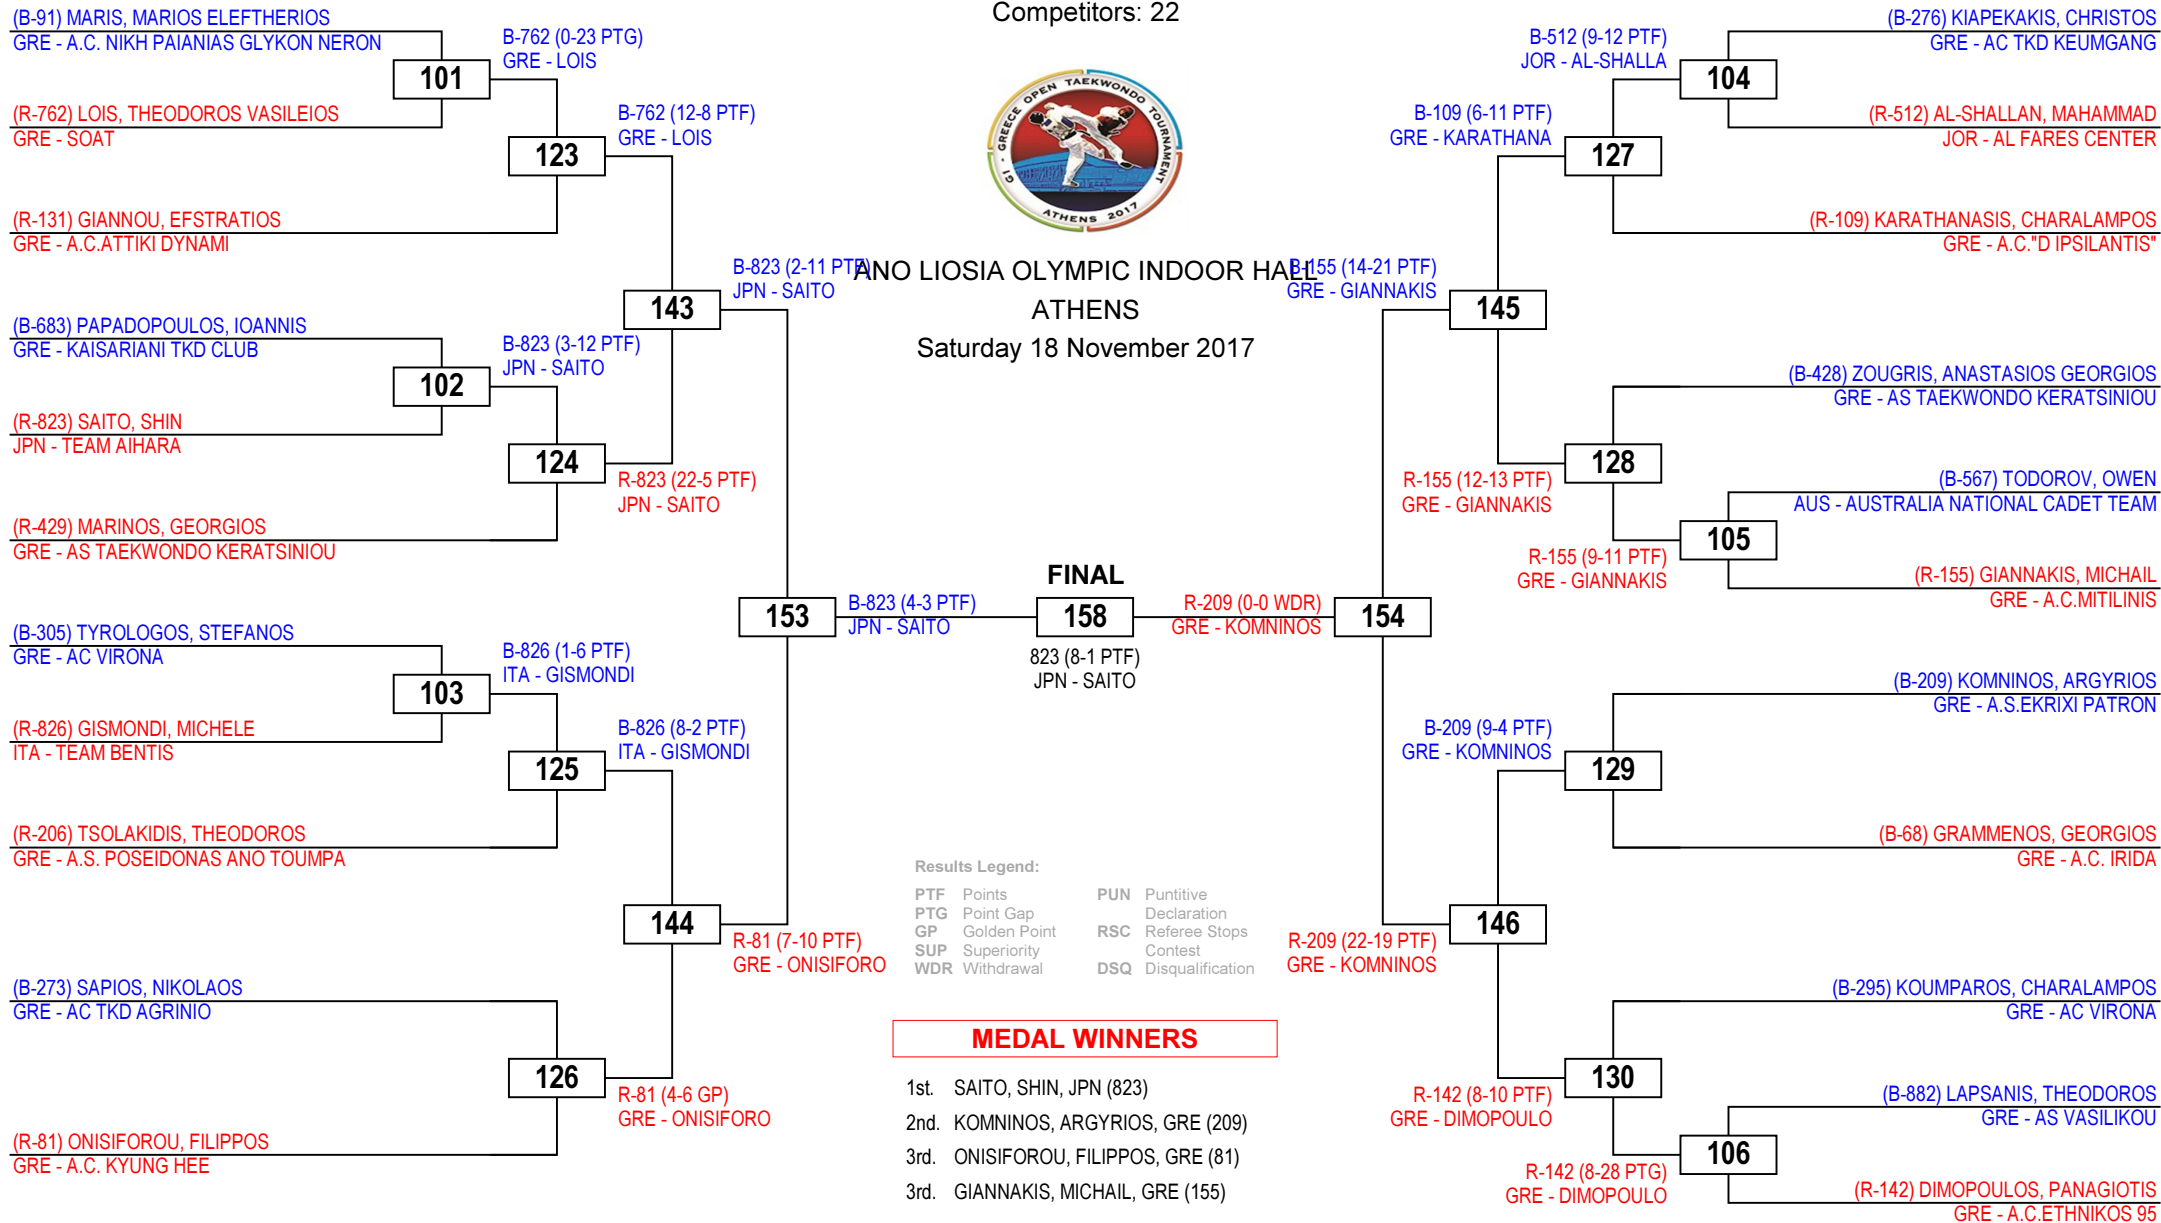 Competitors: 22
(B-91) MARIS, MARIOS ELEFTHERIOS
GRE - A.C. NIKH PAIANIAS GLYKON NERON
101
(R-762) LOIS, THEODOROS VASILEIOS
GRE - SOAT
B-762 (0-23 PTG)
GRE - LOIS
123
(R-131) GIANNOU, EFSTRATIOS
GRE - A.C.ATTIKI DYNAMI
B-762 (12-8 PTF)
GRE - LOIS
143
(B-683) PAPADOPOULOS, IOANNIS
GRE - KAISARIANI TKD CLUB
102
(R-823) SAITO, SHIN
JPN - TEAM AIHARA
B-823 (3-12 PTF)
JPN - SAITO
124
(R-429) MARINOS, GEORGIOS
GRE - AS TAEKWONDO KERATSINIOU
R-823 (22-5 PTF)
JPN - SAITO
B-823 (2-11 PTF)
JPN - SAITO
153
(B-305) TYROLOGOS, STEFANOS
GRE - AC VIRONA
103
(R-826) GISMONDI, MICHELE
ITA - TEAM BENTIS
B-826 (1-6 PTF)
ITA - GISMONDI
125
(R-206) TSOLAKIDIS, THEODOROS
GRE - A.S. POSEIDONAS ANO TOUMPA
B-826 (8-2 PTF)
ITA - GISMONDI
144
(B-273) SAPIOS, NIKOLAOS
GRE - AC TKD AGRINIO
126
(R-81) ONISIFOROU, FILIPPOS
GRE - A.C. KYUNG HEE
R-81 (4-6 GP)
GRE - ONISIFORO
R-81 (7-10 PTF)
GRE - ONISIFORO
B-823 (4-3 PTF)
JPN - SAITO
G1 - GREECE OPEN TAEKWONDO TOURNAMENT
ATHENS 2017
ANO LIOSIA OLYMPIC INDOOR HALL
ATHENS
Saturday 18 November 2017
FINAL
158
823 (8-1 PTF)
JPN - SAITO
R-209 (0-0 WDR)
GRE - KOMNINOS
154
B-155 (14-21 PTF)
GRE - GIANNAKIS
145
B-109 (6-11 PTF)
GRE - KARATHANA
127
B-512 (9-12 PTF)
JOR - AL-SHALLA
104
(B-276) KIAPEKAKIS, CHRISTOS
GRE - AC TKD KEUMGANG
(R-512) AL-SHALLAN, MAHAMMAD
JOR - AL FARES CENTER
(R-109) KARATHANASIS, CHARALAMPOS
GRE - A.C."D IPSILANTIS"
(B-428) ZOUGRIS, ANASTASIOS GEORGIOS
GRE - AS TAEKWONDO KERATSINIOU
128
R-155 (12-13 PTF)
GRE - GIANNAKIS
(B-567) TODOROV, OWEN
AUS - AUSTRALIA NATIONAL CADET TEAM
105
R-155 (9-11 PTF)
GRE - GIANNAKIS
(R-155) GIANNAKIS, MICHAIL
GRE - A.C.MITILINIS
(B-209) KOMNINOS, ARGYRIOS
GRE - A.S.EKRIXI PATRON
B-209 (9-4 PTF)
GRE - KOMNINOS
129
(B-68) GRAMMENOS, GEORGIOS
GRE - A.C. IRIDA
146
R-209 (22-19 PTF)
GRE - KOMNINOS
(B-295) KOUMPAROS, CHARALAMPOS
GRE - AC VIRONA
130
R-142 (8-10 PTF)
GRE - DIMOPOULO
(B-882) LAPSANIS, THEODOROS
GRE - AS VASILIKOU
106
R-142 (8-28 PTG)
GRE - DIMOPOULO
(R-142) DIMOPOULOS, PANAGIOTIS
GRE - A.C.ETHNIKOS 95
Results Legend:
PTF Points PUN Puntitive
PTG Point Gap Declaration
GP Golden Point RSC Referee Stops
SUP Superiority Contest
WDR Withdrawal DSQ Disqualification
MEDAL WINNERS
1st. SAITO, SHIN, JPN (823)
2nd. KOMNINOS, ARGYRIOS, GRE (209)
3rd. ONISIFOROU, FILIPPOS, GRE (81)
3rd. GIANNAKIS, MICHAIL, GRE (155)